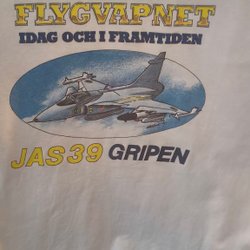 FLYGVAPNET
IDAG OCH I FRAMTIDEN
JAS 39 GRIPEN